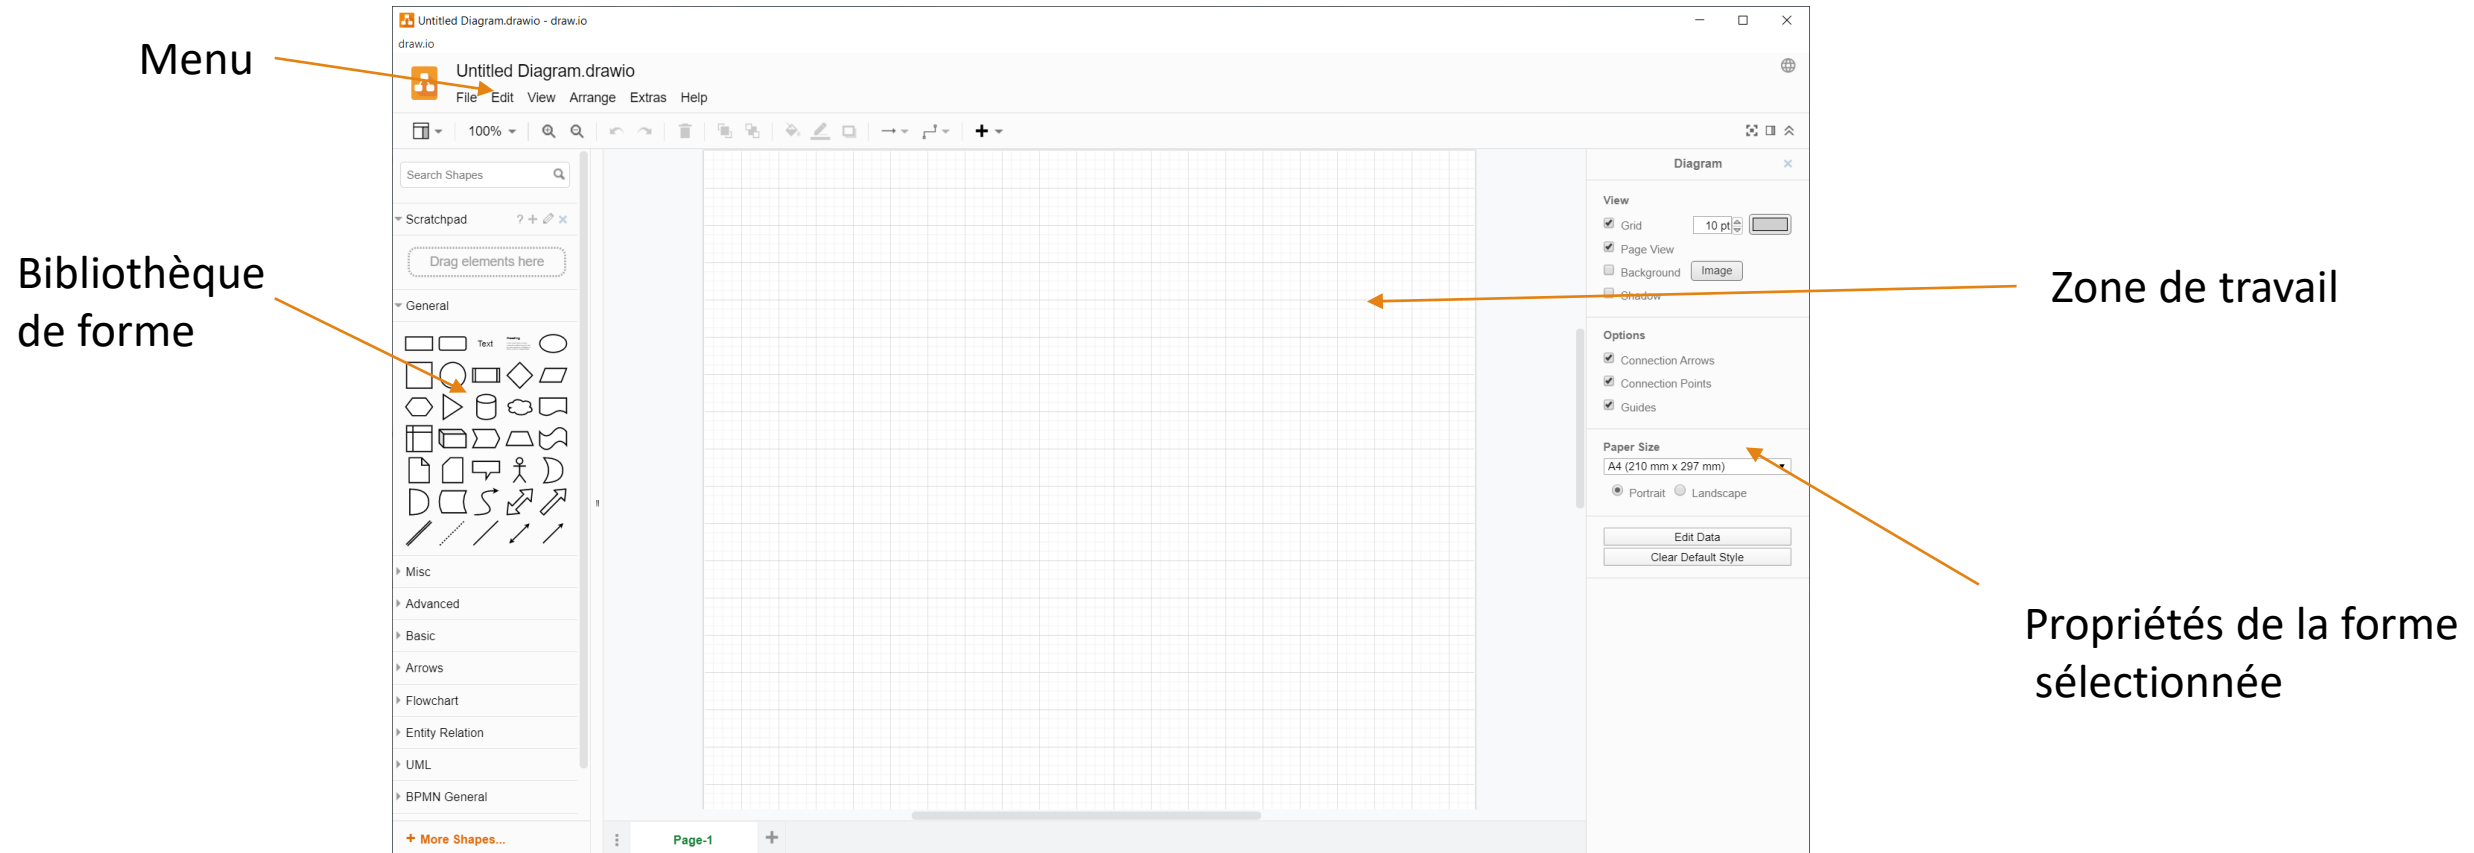 Untitled Diagram.drawio - draw.io
draw.io
Menu
Untitled Diagram.drawio
File Edit View Arrange Extras Help
100%
Search Shapes
Scratchpad
?
Drag elements here
Bibliothèque
de forme
General
Text
Misc
Advanced
Basic
Arrows
Flowchart
Entity Relation
UML
BPMN General
+ More Shapes...
Page-1
Diagram
View
Grid 10 pt
Page View
Background Image
Shadow
Options
Connection Arrows
Connection Points
Guides
Paper Size
A4 (210 mm x 297 mm)
Portrait Landscape
Edit Data
Clear Default Style
Zone de travail
Propriétés de la forme
sélectionnée